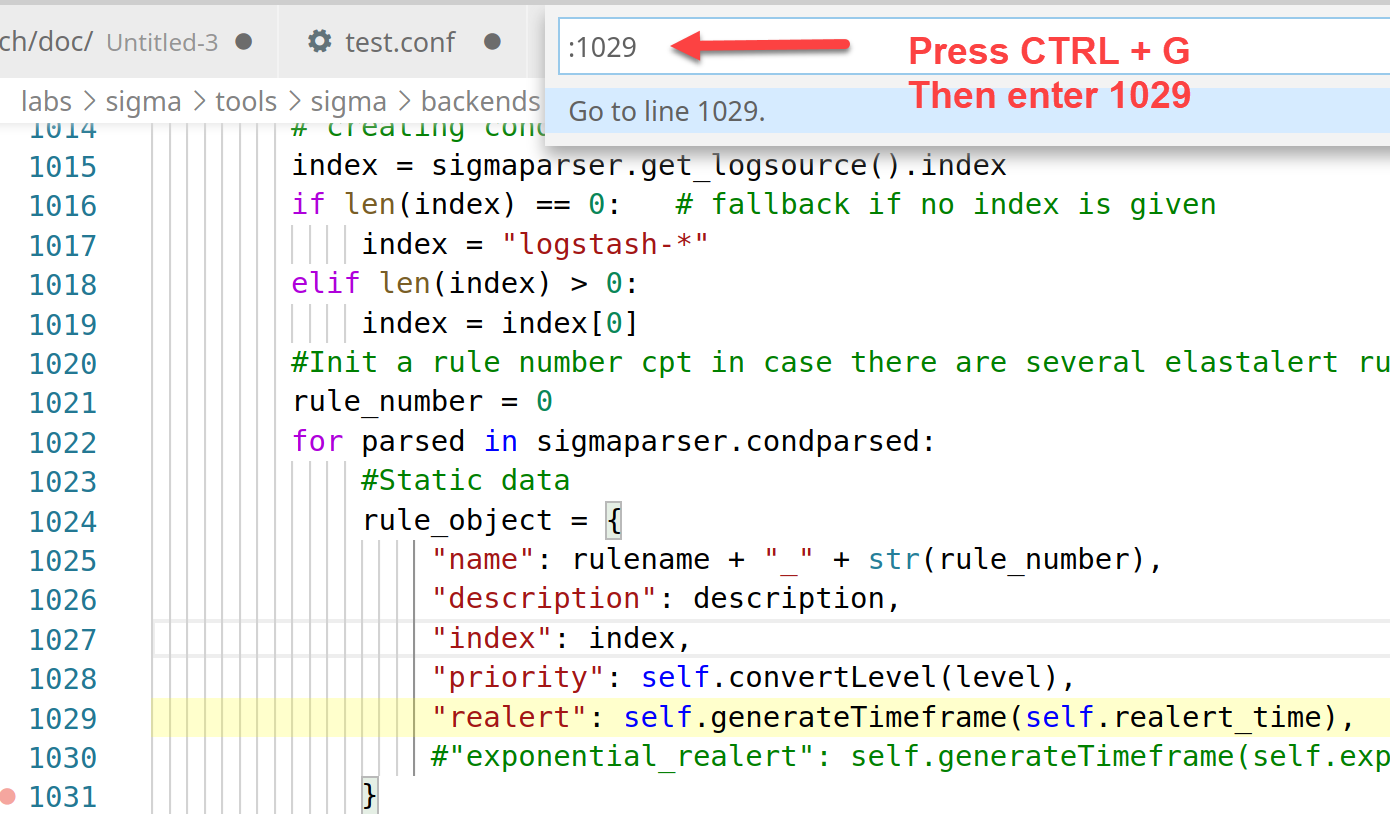 ch/doc/ Untitled-3 test.conf
:1029
Press CTRL + G
Then enter 1029
labs > sigma > tools > sigma > backends
Go to line 1029.
1014 # creating
1015 index = sigmaparser.get_logsource().index
1016 if len(index) == 0:   # fallback if no index is given
1017 index = "logstash-*"
1018 elif len(index) > 0:
1019 index = index[0]
1020 #Init a rule number cpt in case there are several elastalert ru
1021 rule_number = 0
1022 for parsed in sigmaparser.condparsed:
1023 #Static data
1024 rule_object = {
1025 "name": rulename + "_" + str(rule_number),
1026 "description": description,
1027 "index": index,
1028 "priority": self.convertLevel(level),
1029 "realert": self.generateTimeframe(self.realert_time),
1030 #"exponential_realert": self.generateTimeframe(self.exp
1031 }